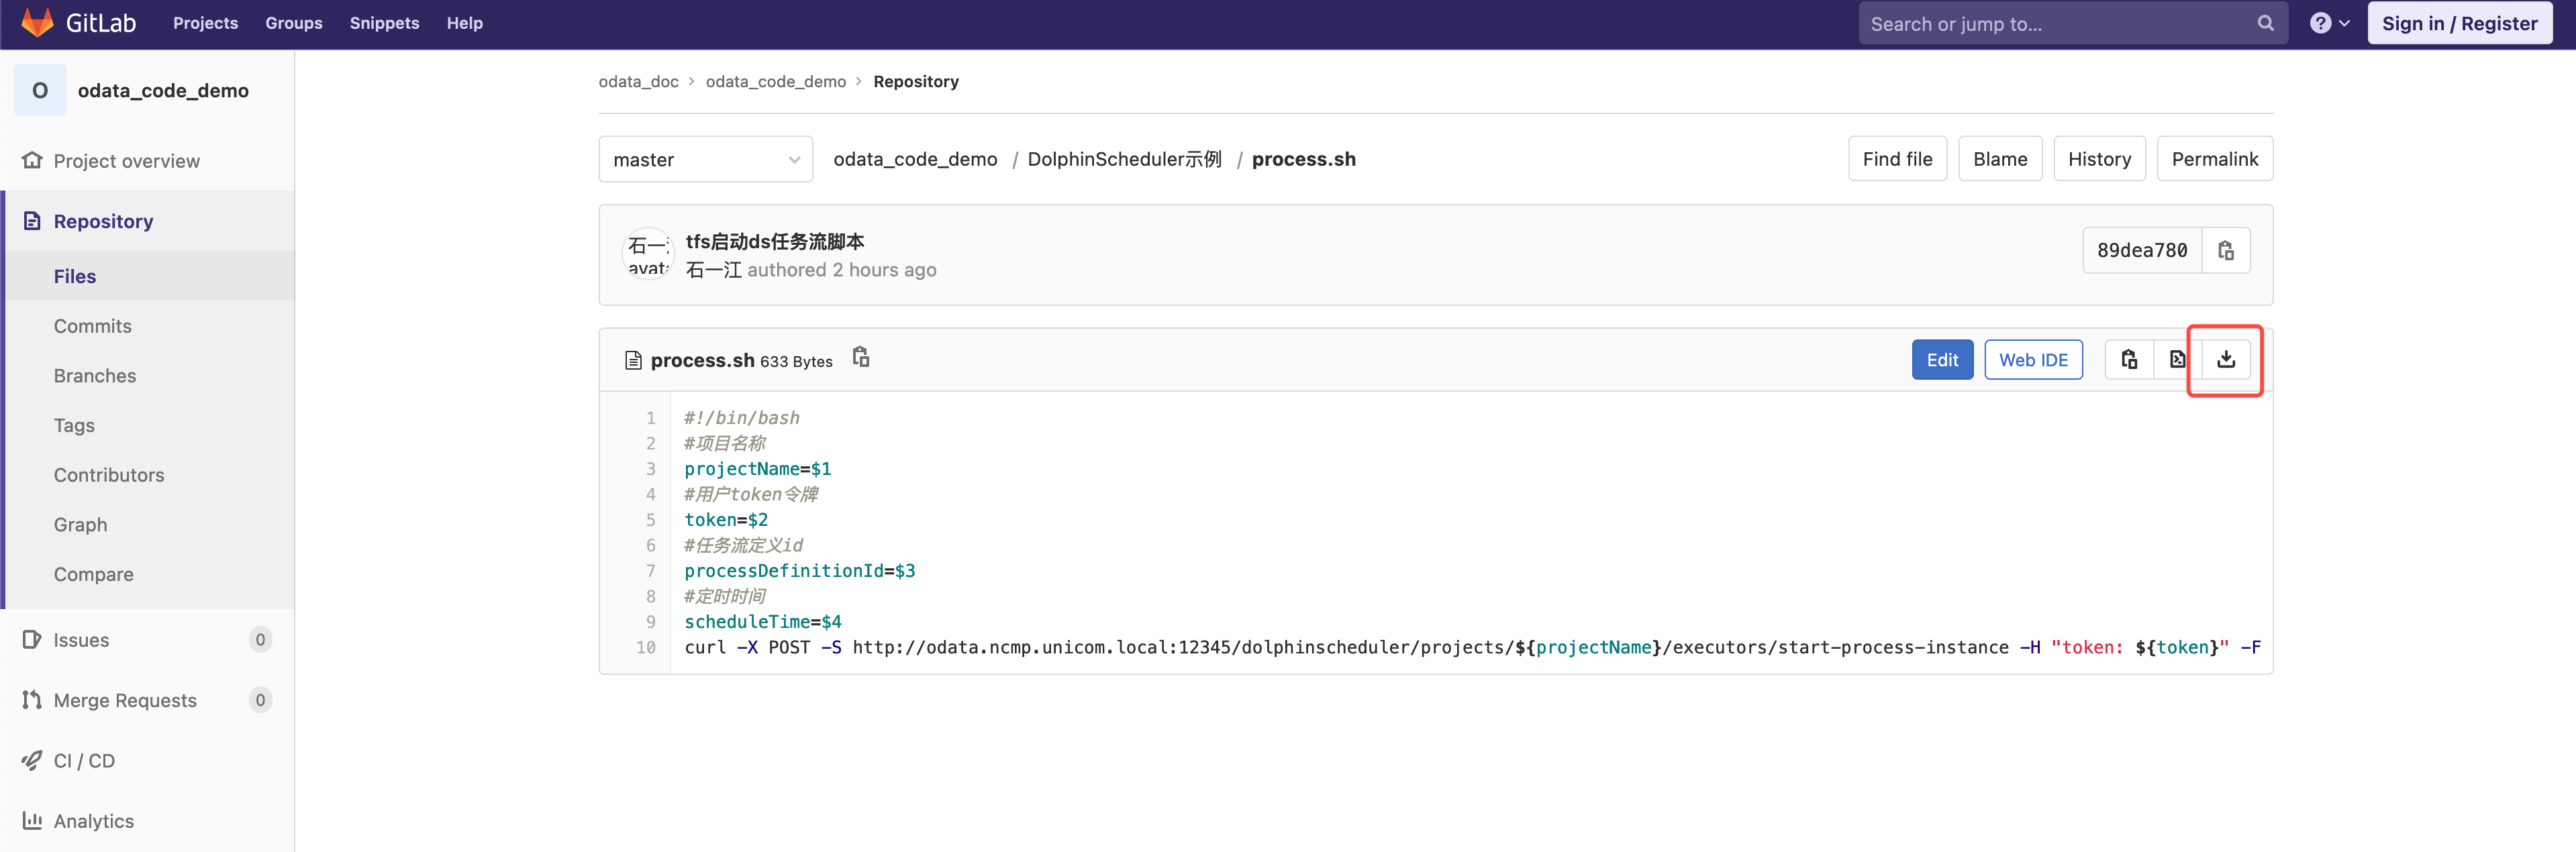 GitLab Projects Groups Snippets Help Search or jump to... Sign in / Register
O odata_code_demo
Project overview
Repository
Files
Commits
Branches
Tags
Contributors
Graph
Compare
Issues 0
Merge Requests 0
CI / CD
Analytics
odata_doc > odata_code_demo > Repository
master odata_code_demo / DolphinScheduler示例 / process.sh Find file Blame History Permalink
tfs启动ds任务流脚本
石一江 authored 2 hours ago
89dea780
process.sh 633 Bytes Edit Web IDE
1 #!/bin/bash
2 #项目名称
3 projectName=$1
4 #用户token令牌
5 token=$2
6 #任务流定义id
7 processDefinitionId=$3
8 #定时时间
9 scheduleTime=$4
10 curl -X POST -S http://odata.ncmp.unicom.local:12345/dolphinscheduler/projects/${projectName}/executors/start-process-instance -H "token: ${token}" -F